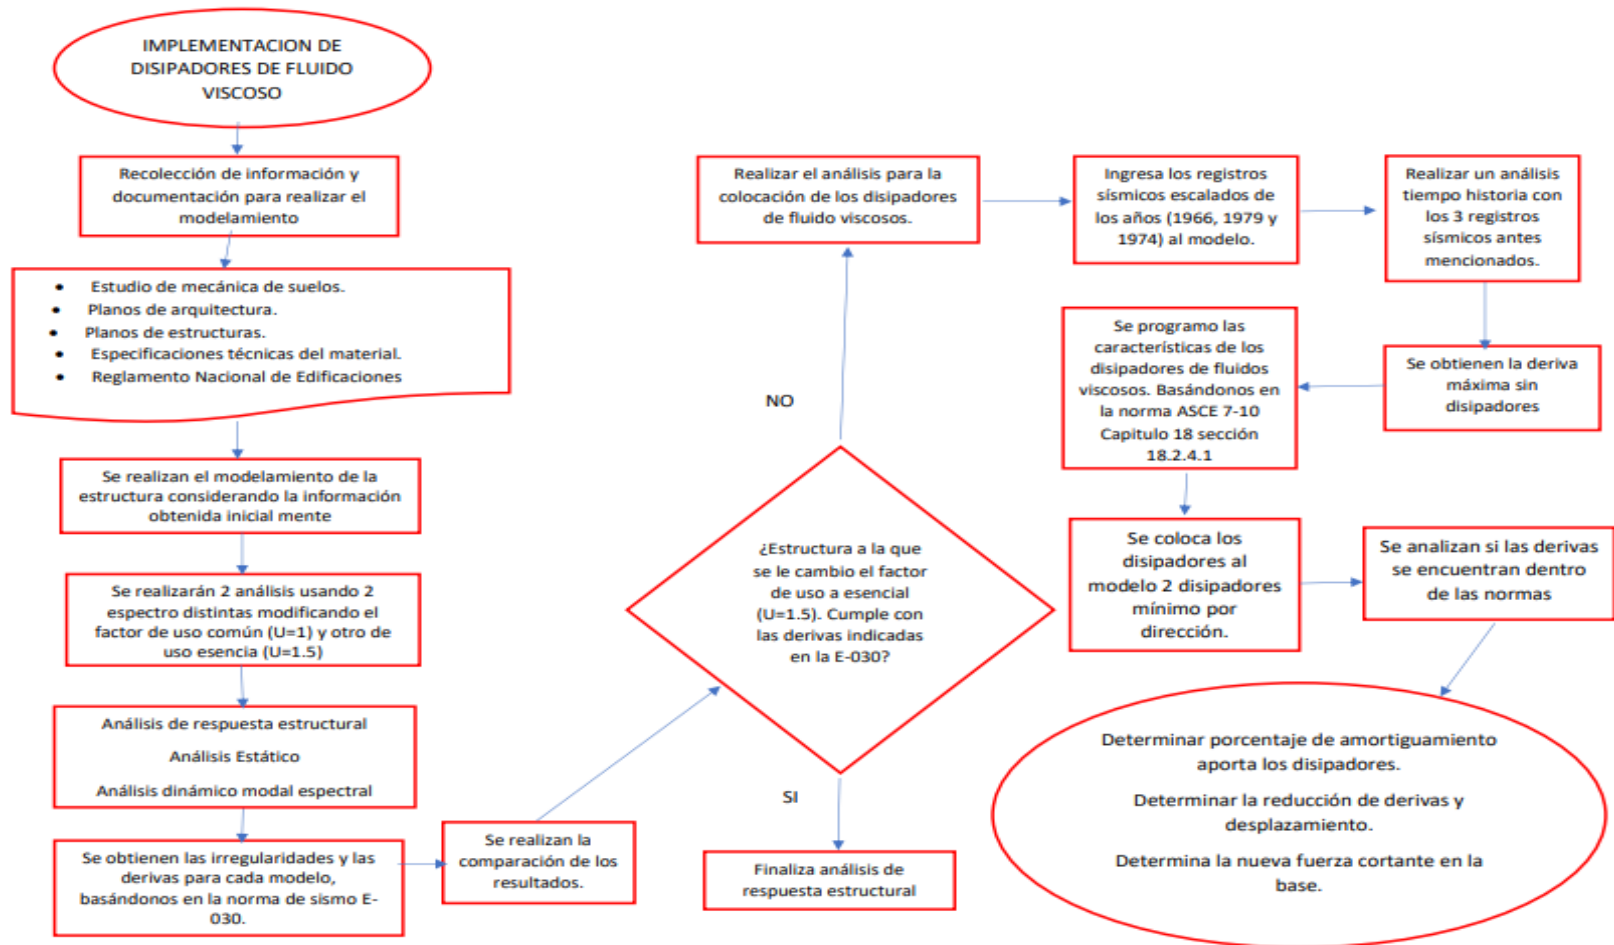 IMPLEMENTACION DE
DISIPADORES DE FLUIDO
VISCOSO
Recolección de información y
documentación para realizar el
modelamiento
• Estudio de mecánica de suelos.
• Planos de arquitectura.
• Planos de estructuras.
• Especificaciones técnicas del material.
• Reglamento Nacional de Edificaciones
Se realizan el modelamiento de la
estructura considerando la información
obtenida inicial mente
Se realizarán 2 análisis usando 2
espectro distintas modificando el
factor de uso común (U=1) y otro de
uso esencia (U=1.5)
Análisis de respuesta estructural
Análisis Estático
Análisis dinámico modal espectral
Se obtienen las irregularidades y las
derivas para cada modelo,
basándonos en la norma de sismo E-
030.
Se realizan la
comparación de los
resultados.
¿Estructura a la que
se le cambio el factor
de uso a esencial
(U=1.5). Cumple con
las derivas indicadas
en la E-030?
NO
SI
Finaliza análisis de
respuesta estructural
Realizar el análisis para la
colocación de los disipadores
de fluido viscosos.
Ingresa los registros
sísmicos escalados de
los años (1966, 1979 y
1974) al modelo.
Realizar un análisis
tiempo historia con
los 3 registros
sísmicos antes
mencionados.
Se obtienen la deriva
máxima sin
disipadores
Se programo las
características de los
disipadores de fluidos
viscosos. Basándonos en
la norma ASCE 7-10
Capitulo 18 sección
18.2.4.1
Se coloca los
disipadores al
modelo 2 disipadores
mínimo por
dirección.
Se analizan si las derivas
se encuentran dentro
de las normas
Determinar porcentaje de amortiguamiento
aporta los disipadores.
Determinar la reducción de derivas y
desplazamiento.
Determina la nueva fuerza cortante en la
base.